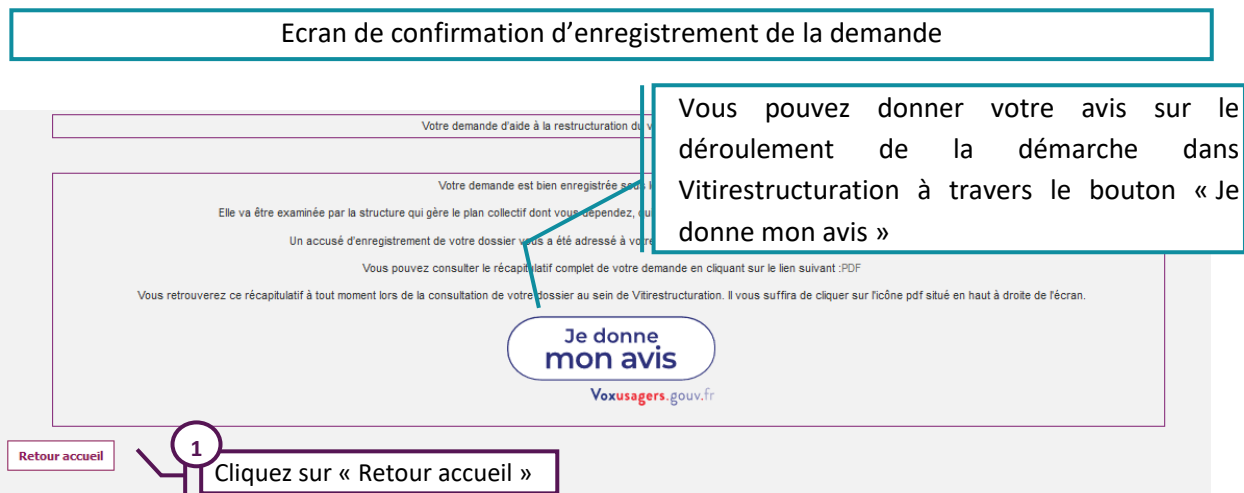 Ecran de confirmation d’enregistrement de la demande
Vous pouvez donner votre avis sur le
déroulement de la démarche dans
Vitirestructuration à travers le bouton « Je
donne mon avis »
Votre demande d'aide à la restructuration du
Votre demande est bien enregistrée sous
Elle va être examinée par la structure qui gère le plan collectif dont vous dépendez,
Un accusé d'enregistrement de votre dossier vous a été adressé à votre
Vous pouvez consulter le récapitulatif complet de votre demande en cliquant sur le lien suivant :PDF
Vous retrouverez ce récapitulatif à tout moment lors de la consultation de votre dossier au sein de Vitirestructuration. Il vous suffira de cliquer sur l'icône pdf situé en haut à droite de l'écran.
Je donne
mon avis
Voxusagers.gouv.fr
Retour accueil
1
Cliquez sur « Retour accueil »